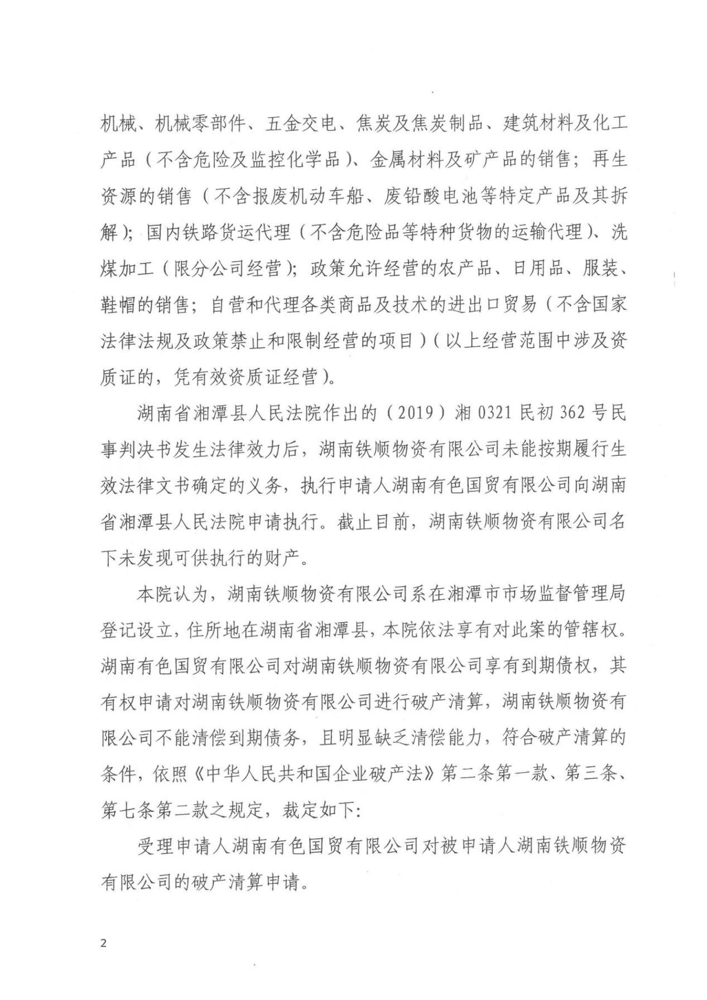 机械、机械零部件、五金交电、焦炭及焦炭制品、建筑材料及化工
产品（不含危险及监控化学品）、金属材料及矿产品的销售；再生
资源的销售（不含报废机动车船、废铅酸电池等特定产品及其拆
解）；国内铁路货运代理（不含危险品等特种货物的运输代理）、洗
煤加工（限分公司经营）；政策允许经营的农产品、日用品、服装、
鞋帽的销售；自营和代理各类商品及技术的进出口贸易（不含国家
法律法规及政策禁止和限制经营的项目）（以上经营范围中涉及资
质证的，凭有效资质证经营）。
湖南省湘潭县人民法院作出的（2019）湘0321民初362号民
事判决书发生法律效力后，湖南铁顺物资有限公司未能按期履行生
效法律文书确定的义务，执行申请人湖南有色国贸有限公司向湖南
省湘潭县人民法院申请执行。截止目前，湖南铁顺物资有限公司名
下未发现可供执行的财产。
本院认为，湖南铁顺物资有限公司系在湘潭市市场监督管理局
登记设立，住所地在湖南省湘潭县，本院依法享有对此案的管辖权。
湖南有色国贸有限公司对湖南铁顺物资有限公司享有到期债权，其
有权申请对湖南铁顺物资有限公司进行破产清算，湖南铁顺物资有
限公司不能清偿到期债务，且明显缺乏清偿能力，符合破产清算的
条件，依照《中华人民共和国企业破产法》第二条第一款、第三条、
第七条第二款之规定，裁定如下：
受理申请人湖南有色国贸有限公司对被申请人湖南铁顺物资
有限公司的破产清算申请。
2